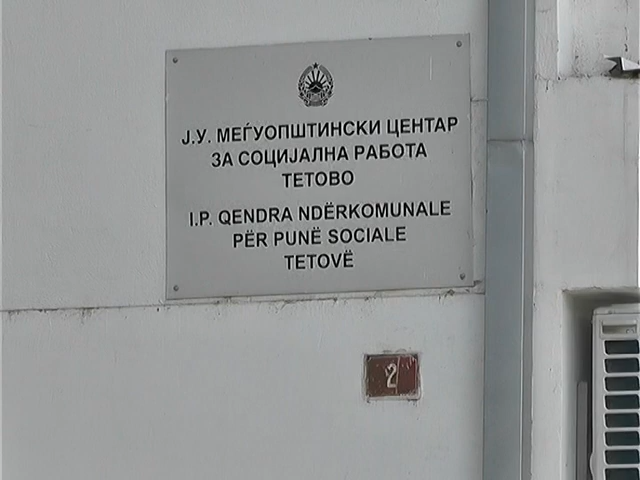 Ј.У. МЕЃУОПШТИНСКИ ЦЕНТАР
ЗА СОЦИЈАЛНА РАБОТА
ТЕТОВО
I.P. QENDRA NDËRKOMUNALE
PËR PUNË SOCIALE
TETOVË
2